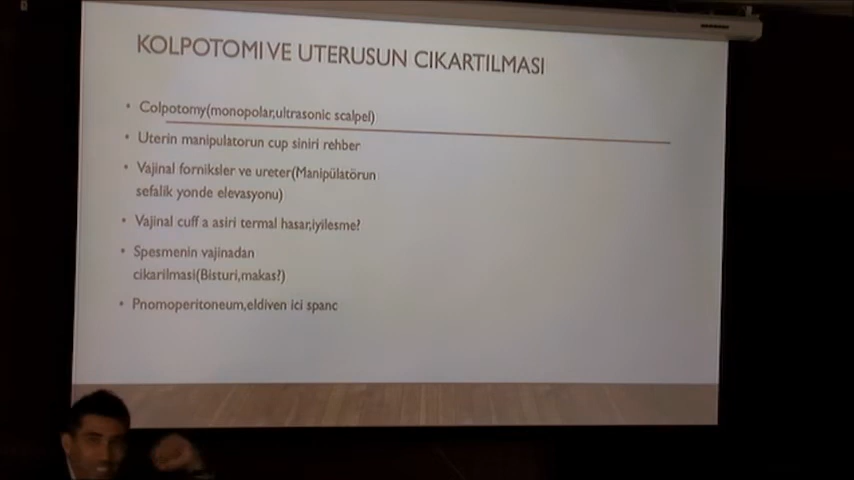 KOLPOTOMI VE UTERUSUN CIKARTILMASI
• Colpotomy(monopolar,ultrasonic scalpel)
• Uterin manipulatorun cup siniri rehber
• Vajinal forniksler ve ureter(Manipülatörun
sefalik yonde elevasyonu)
• Vajinal cuff a asiri termal hasar,iyilesme?
• Spesmenin vajinadan
cikarilmasi(Bisturi,makas?)
• Pnomoperitoneum,eldiven ici spanc